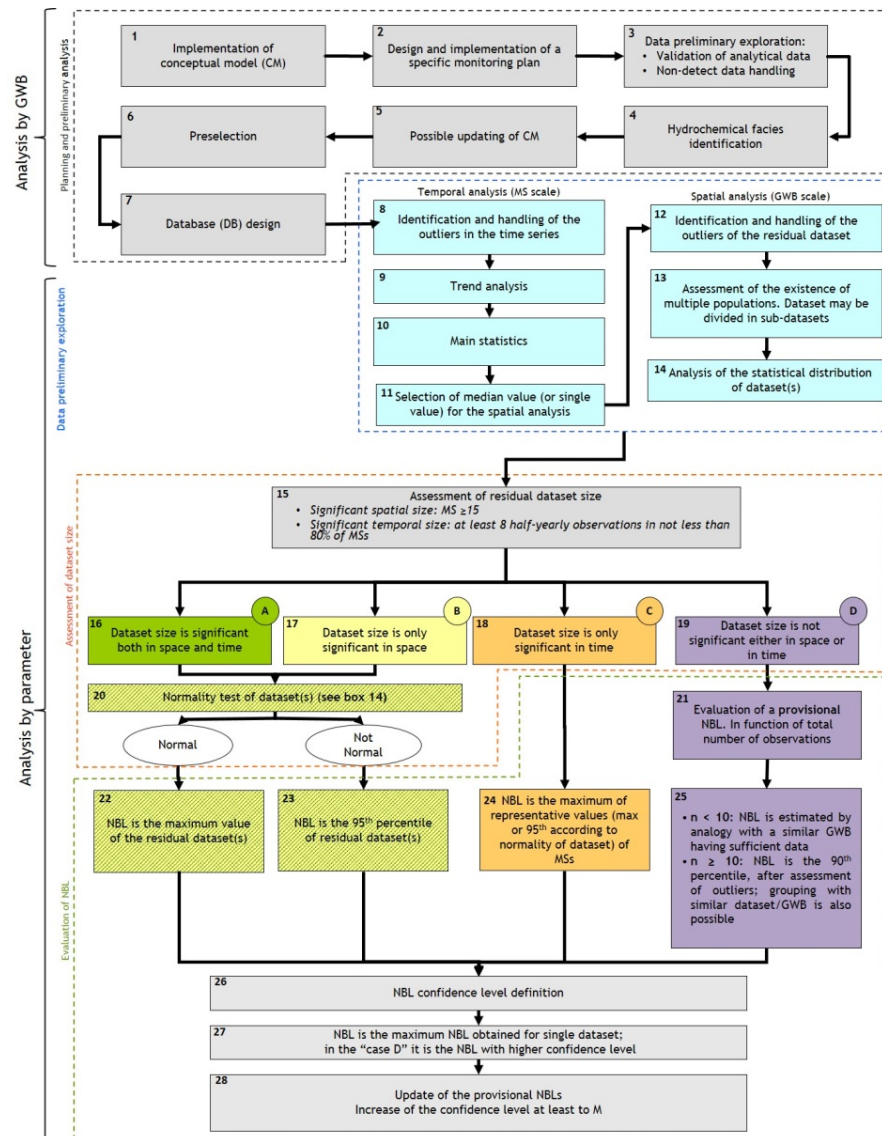 Analysis by GWB
Planning and preliminary analysis
1
Implementation of
conceptual model (CM)
2
Design and implementation of a
specific monitoring plan
3
Data preliminary exploration:
• Validation of analytical data
• Non-detect data handling
6
Preselection
5
Possible updating of CM
4
Hydrochemical facies
identification
7
Database (DB) design
Temporal analysis (MS scale)
8
Identification and handling of the
outliers in the time series
9
Trend analysis
10
Main statistics
11
Selection of median value (or single
value) for the spatial analysis
Spatial analysis (GWB scale)
12
Identification and handling of the
outliers of the residual dataset
13
Assessment of the existence of
multiple populations. Dataset may be
divided in sub-datasets
14
Analysis of the statistical distribution
of dataset(s)
Analysis by parameter
Data preliminary exploration
Assessment of dataset size
15
Assessment of residual dataset size
• Significant spatial size: MS ≥15
• Significant temporal size: at least 8 half-yearly observations in not less than
80% of MSs
A
16
Dataset size is significant
both in space and time
B
17
Dataset size is only
significant in space
C
18
Dataset size is only
significant in time
D
19
Dataset size is not
significant either in space or
in time
20
Normality test of dataset(s) (see box 14)
Normal
Not
Normal
21
Evaluation of a provisional
NBL. In function of total
number of observations
Evaluation of NBL
22
NBL is the maximum value
of the residual dataset(s)
23
NBL is the 95th percentile
of residual dataset(s)
24
NBL is the maximum of
representative values (max
or 95th according to
normality of dataset) of
MSs
25
• n < 10: NBL is estimated by
analogy with a similar GWB
having sufficient data
• n ≥ 10: NBL is the 90th
percentile, after assessment of
outliers; grouping with
similar dataset/GWB is also
possible
26
NBL confidence level definition
27
NBL is the maximum NBL obtained for single dataset;
in the “case D” it is the NBL with higher confidence level
28
Update of the provisional NBLs
Increase of the confidence level at least to M